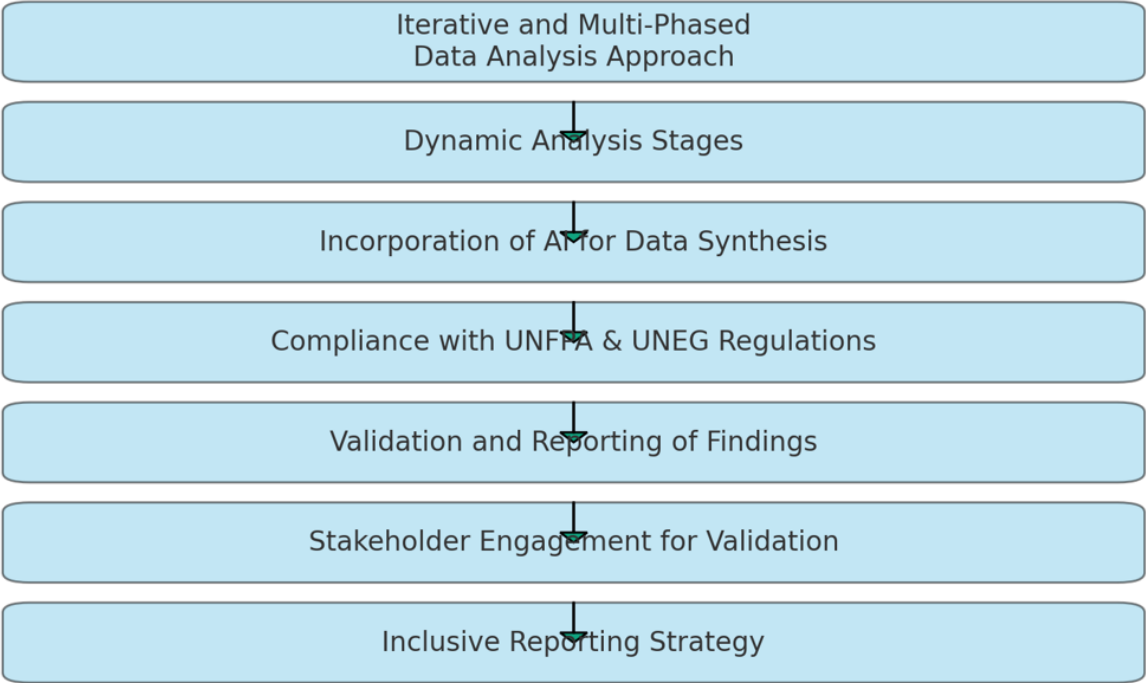 Iterative and Multi-Phased
Data Analysis Approach
Dynamic Analysis Stages
Incorporation of AI for Data Synthesis
Compliance with UNFPA & UNEG Regulations
Validation and Reporting of Findings
Stakeholder Engagement for Validation
Inclusive Reporting Strategy